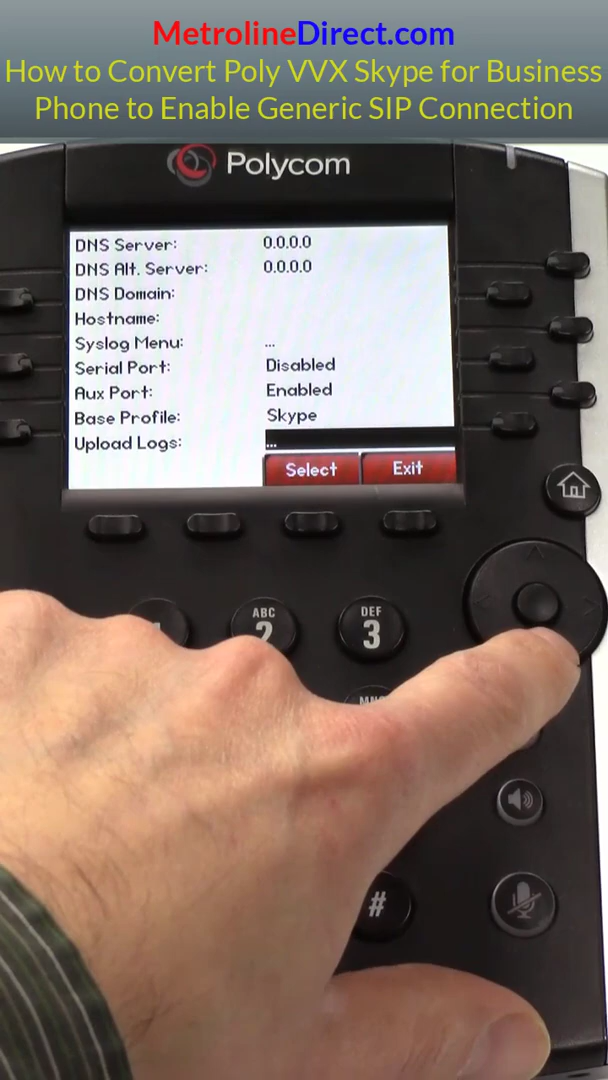 MetrolineDirect.com
How to Convert Poly VVX Skype for Business
Phone to Enable Generic SIP Connection
Polycom
DNS Server: 0.0.0.0
DNS Alt. Server: 0.0.0.0
DNS Domain:
Hostname:
Syslog Menu: ...
Serial Port: Disabled
Aux Port: Enabled
Base Profile: Skype
Upload Logs: ...
Select Exit
ABC DEF
2 3
#